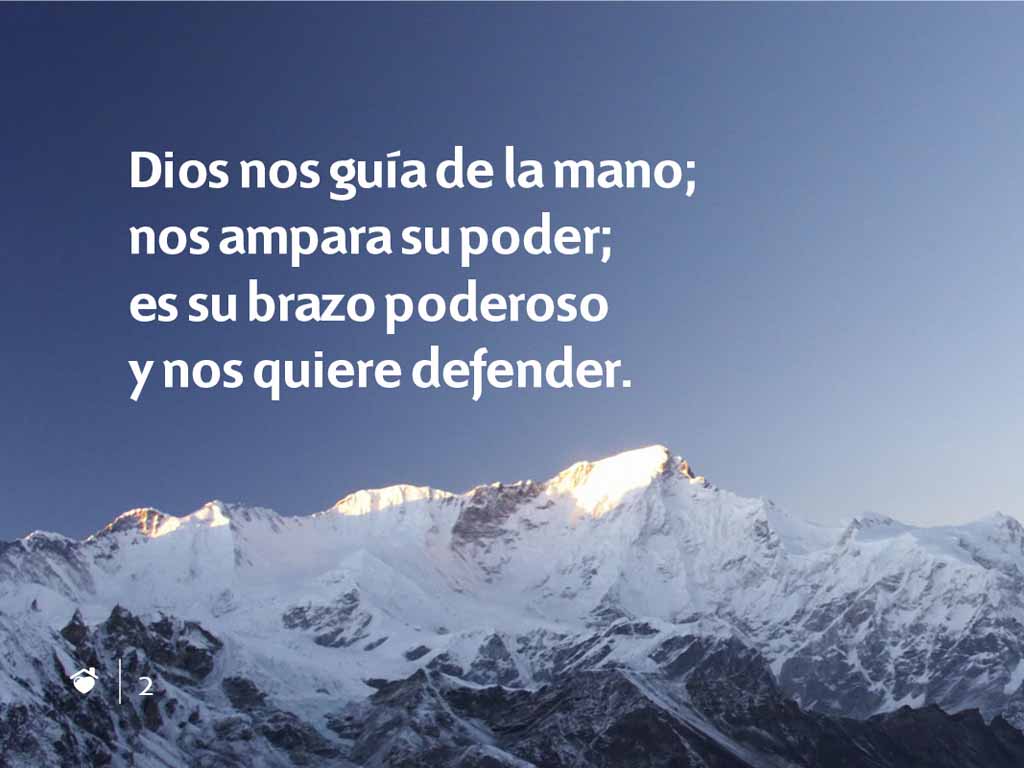 Dios nos guía de la mano;
nos ampara su poder;
es su brazo poderoso
y nos quiere defender.
2